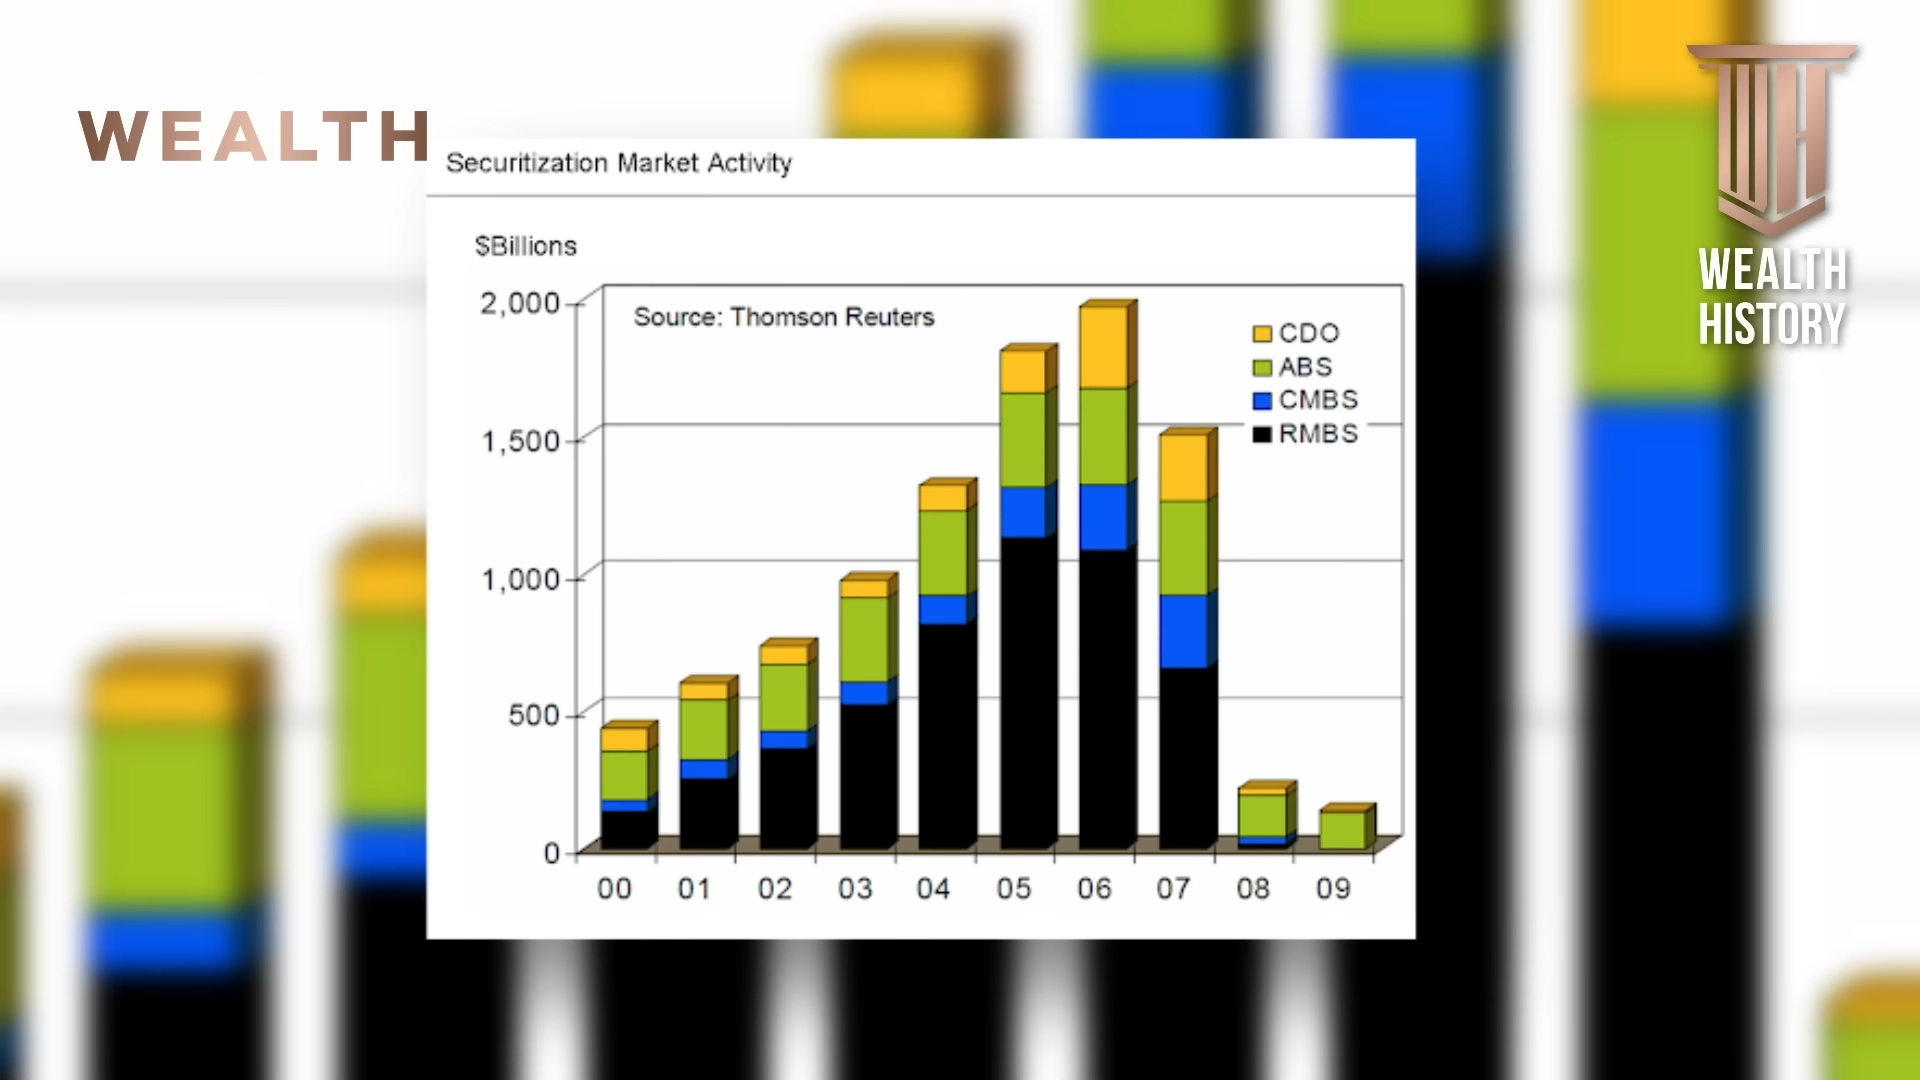 WEALTH
WEALTH
HISTORY
Securitization Market Activity
$Billions
2,000
1,500
1,000
500
0
Source: Thomson Reuters
CDO
ABS
CMBS
RMBS
00 01 02 03 04 05 06 07 08 09